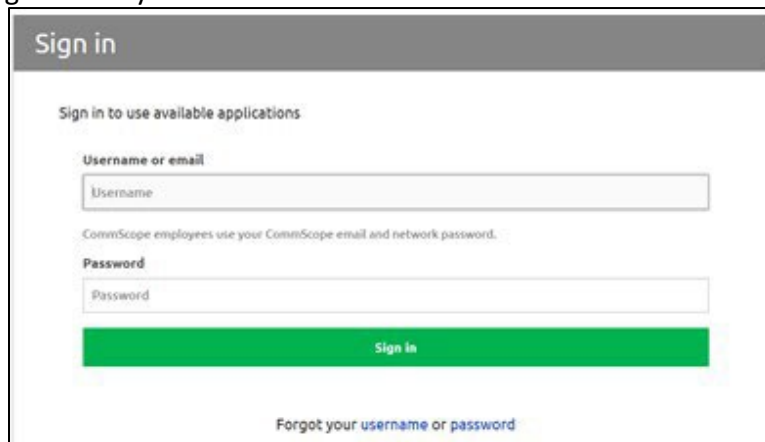 Sign in
Sign in to use available applications
Username or email
Username
CommScope employees use your CommScope email and network password.
Password
Password
Sign in
Forgot your username or password